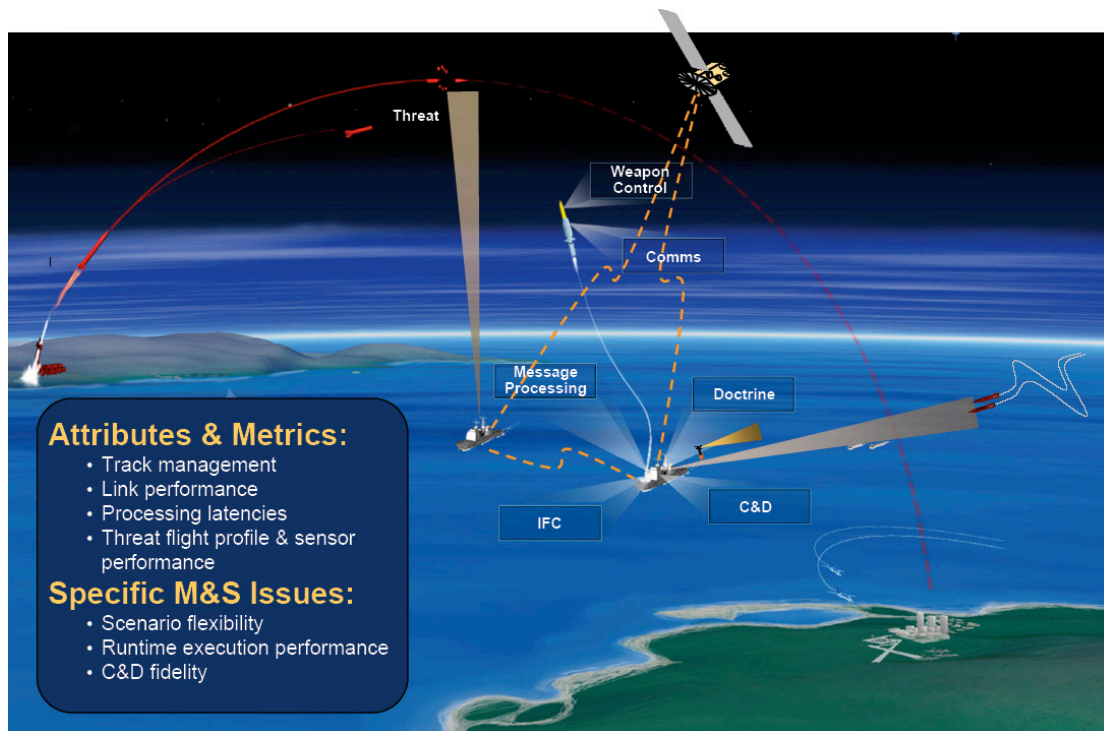 Threat
Weapon
Control
Comms
Message
Processing
Doctrine
IFC
C&D
Attributes & Metrics:
• Track management
• Link performance
• Processing latencies
• Threat flight profile & sensor
performance
Specific M&S Issues:
• Scenario flexibility
• Runtime execution performance
• C&D fidelity